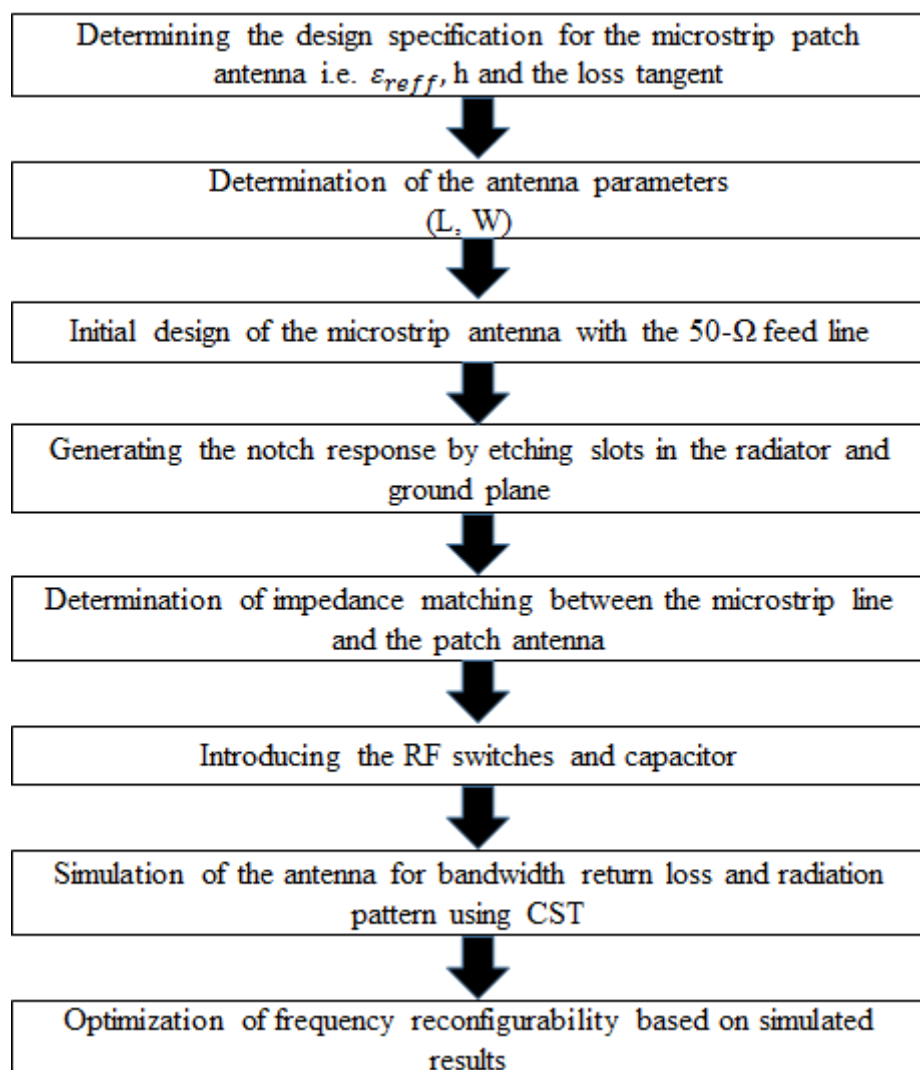 Determining the design specification for the microstrip patch
antenna i.e. ε_reff, h and the loss tangent
Determination of the antenna parameters
(L, W)
Initial design of the microstrip antenna with the 50-Ω feed line
Generating the notch response by etching slots in the radiator and
ground plane
Determination of impedance matching between the microstrip line
and the patch antenna
Introducing the RF switches and capacitor
Simulation of the antenna for bandwidth return loss and radiation
pattern using CST
Optimization of frequency reconfigurability based on simulated
results